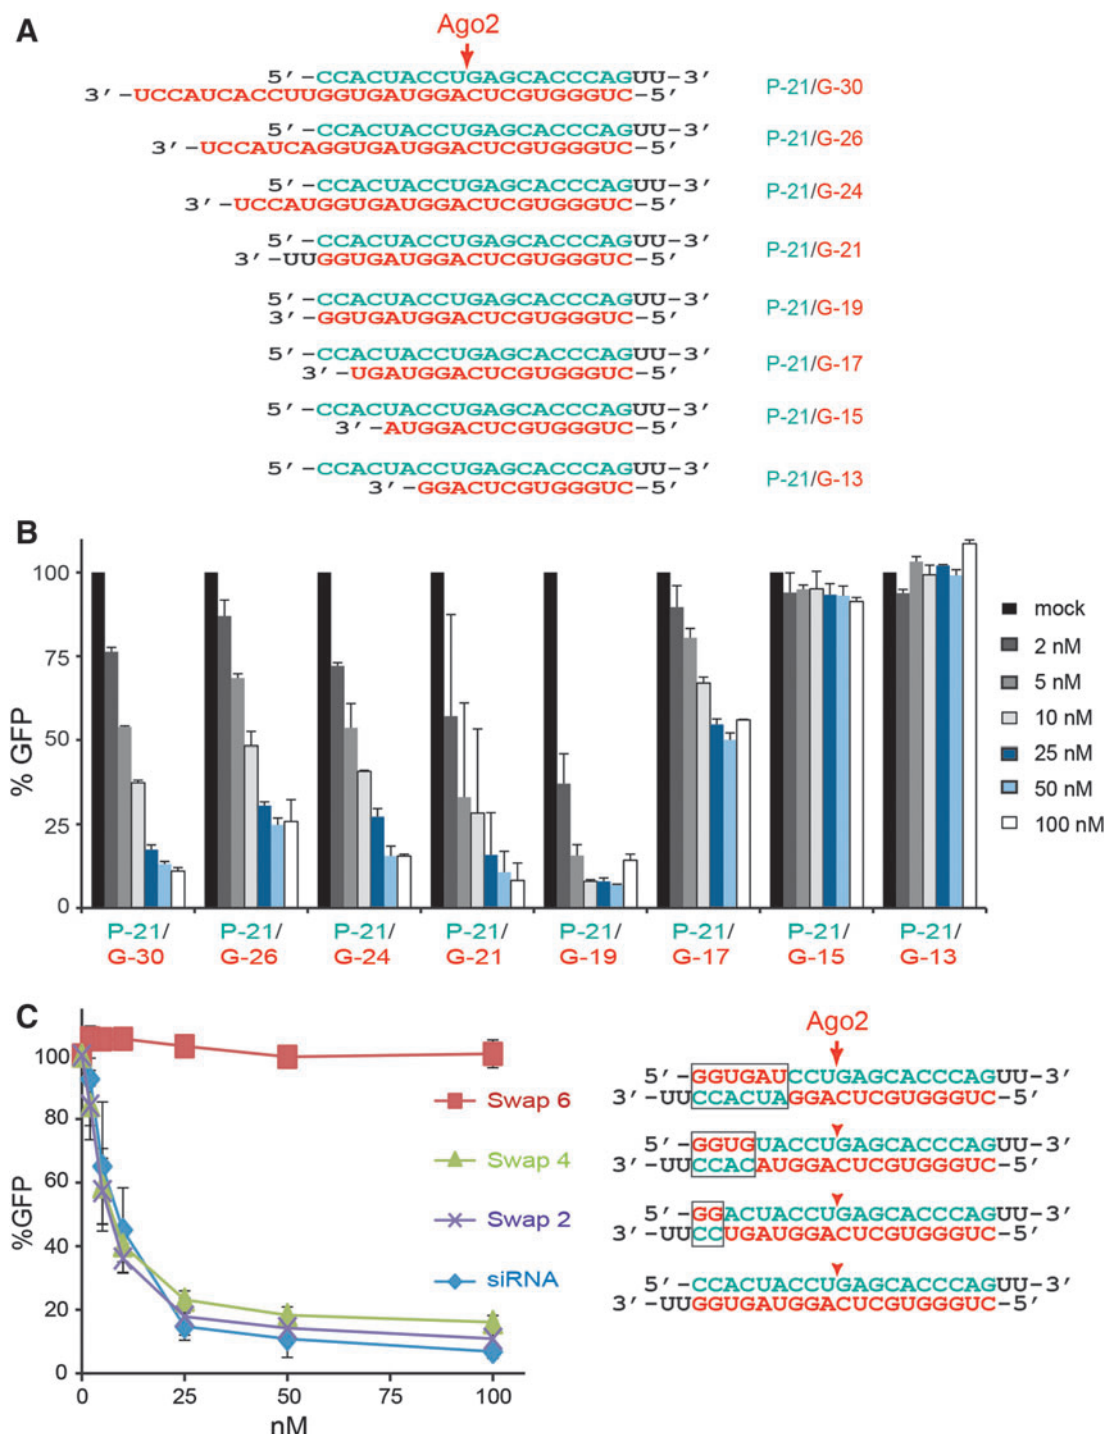 A
Ago2
5′-CCACUACCUGAGCACCCAGUU-3′
3′-UCCAUCACCUUGGUGAUGGACUCGUGGGUC-5′
P-21/G-30
5′-CCACUACCUGAGCACCCAGUU-3′
3′-UCCAUCAGGUGAUGGACUCGUGGGUC-5′
P-21/G-26
5′-CCACUACCUGAGCACCCAGUU-3′
3′-UCCAUGGUGAUGGACUCGUGGGUC-5′
P-21/G-24
5′-CCACUACCUGAGCACCCAGUU-3′
3′-UUGGUGAUGGACUCGUGGGUC-5′
P-21/G-21
5′-CCACUACCUGAGCACCCAGUU-3′
3′-GGUGAUGGACUCGUGGGUC-5′
P-21/G-19
5′-CCACUACCUGAGCACCCAGUU-3′
3′-UGAUGGACUCGUGGGUC-5′
P-21/G-17
5′-CCACUACCUGAGCACCCAGUU-3′
3′-AUGGACUCGUGGGUC-5′
P-21/G-15
5′-CCACUACCUGAGCACCCAGUU-3′
3′-GGACUCGUGGGUC-5′
P-21/G-13
B
% GFP
100
75
50
25
0
P-21/
G-30
P-21/
G-26
P-21/
G-24
P-21/
G-21
P-21/
G-19
P-21/
G-17
P-21/
G-15
P-21/
G-13
mock
2 nM
5 nM
10 nM
25 nM
50 nM
100 nM
C
%GFP
100
80
60
40
20
0
0
25
50
75
100
nM
Swap 6
Swap 4
Swap 2
siRNA
Ago2
5′-GGUGAUCCUGAGCACCCAGUU-3′
3′-UUCCACUAGGACUCGUGGGUC-5′
5′-GGUGUACCUGAGCACCCAGUU-3′
3′-UUCCACAUGGACUCGUGGGUC-5′
5′-GGACUACCUGAGCACCCAGUU-3′
3′-UUCCUGAUGGACUCGUGGGUC-5′
5′-CCACUACCUGAGCACCCAGUU-3′
3′-UUGGUGAUGGACUCGUGGGUC-5′